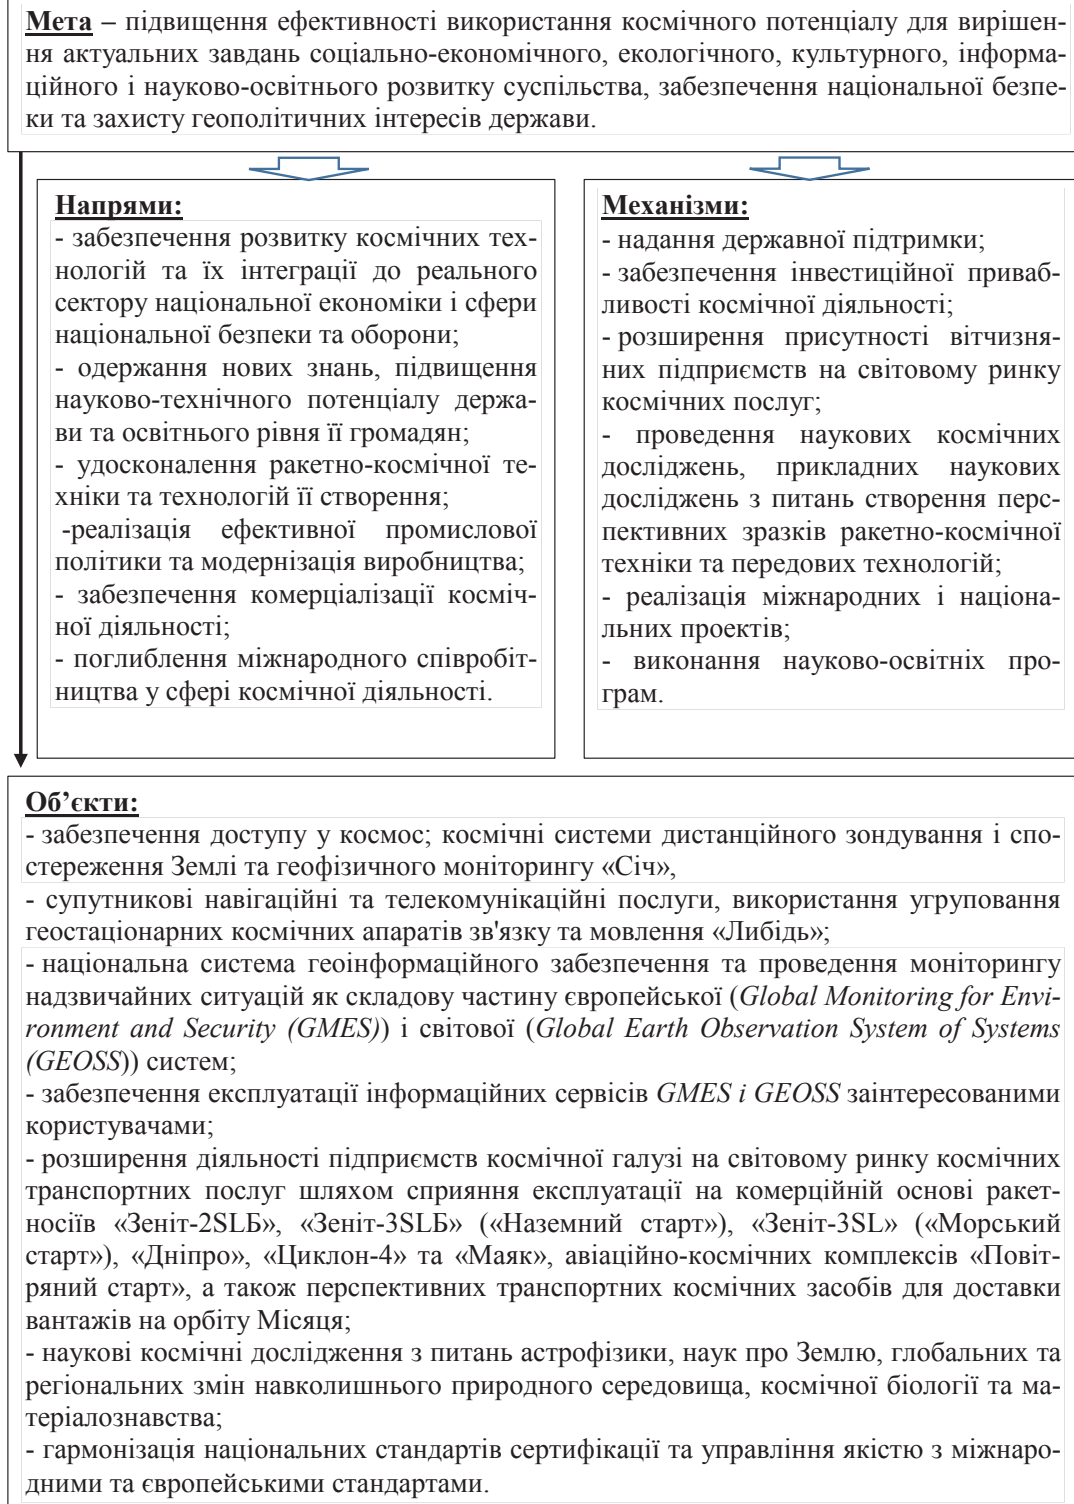 Мета – підвищення ефективності використання космічного потенціалу для вирішен-
ня актуальних завдань соціально-економічного, екологічного, культурного, інформа-
ційного і науково-освітнього розвитку суспільства, забезпечення національної безпе-
ки та захисту геополітичних інтересів держави.
Напрями:
- забезпечення розвитку космічних тех-
нологій та їх інтеграції до реального
сектору національної економіки і сфери
національної безпеки та оборони;
- одержання нових знань, підвищення
науково-технічного потенціалу держа-
ви та освітнього рівня її громадян;
- удосконалення ракетно-космічної те-
хніки та технологій її створення;
-реалізація ефективної промислової
політики та модернізація виробництва;
- забезпечення комерціалізації косміч-
ної діяльності;
- поглиблення міжнародного співробіт-
ництва у сфері космічної діяльності.
Механізми:
- надання державної підтримки;
- забезпечення інвестиційної приваб-
ливості космічної діяльності;
- розширення присутності вітчизня-
них підприємств на світовому ринку
космічних послуг;
- проведення наукових космічних
досліджень, прикладних наукових
досліджень з питань створення перс-
пективних зразків ракетно-космічної
техніки та передових технологій;
- реалізація міжнародних і націона-
льних проектів;
- виконання науково-освітніх про-
грам.
Об’єкти:
- забезпечення доступу у космос; космічні системи дистанційного зондування і спо-
стереження Землі та геофізичного моніторингу «Січ»,
- супутникові навігаційні та телекомунікаційні послуги, використання угруповання
геостаціонарних космічних апаратів зв'язку та мовлення «Либідь»;
- національна система геоінформаційного забезпечення та проведення моніторингу
надзвичайних ситуацій як складову частину європейської (Global Monitoring for Envi-
ronment and Security (GMES)) і світової (Global Earth Observation System of Systems
(GEOSS)) систем;
- забезпечення експлуатації інформаційних сервісів GMES і GEOSS заінтересованими
користувачами;
- розширення діяльності підприємств космічної галузі на світовому ринку космічних
транспортних послуг шляхом сприяння експлуатації на комерційній основі ракет-
носіїв «Зеніт-2SLБ», «Зеніт-3SLБ» («Наземний старт»), «Зеніт-3SL» («Морський
старт»), «Дніпро», «Циклон-4» та «Маяк», авіаційно-космічних комплексів «Повіт-
ряний старт», а також перспективних транспортних космічних засобів для доставки
вантажів на орбіту Місяця;
- наукові космічні дослідження з питань астрофізики, наук про Землю, глобальних та
регіональних змін навколишнього природного середовища, космічної біології та ма-
теріалознавства;
- гармонізація національних стандартів сертифікації та управління якістю з міжнаро-
дними та європейськими стандартами.